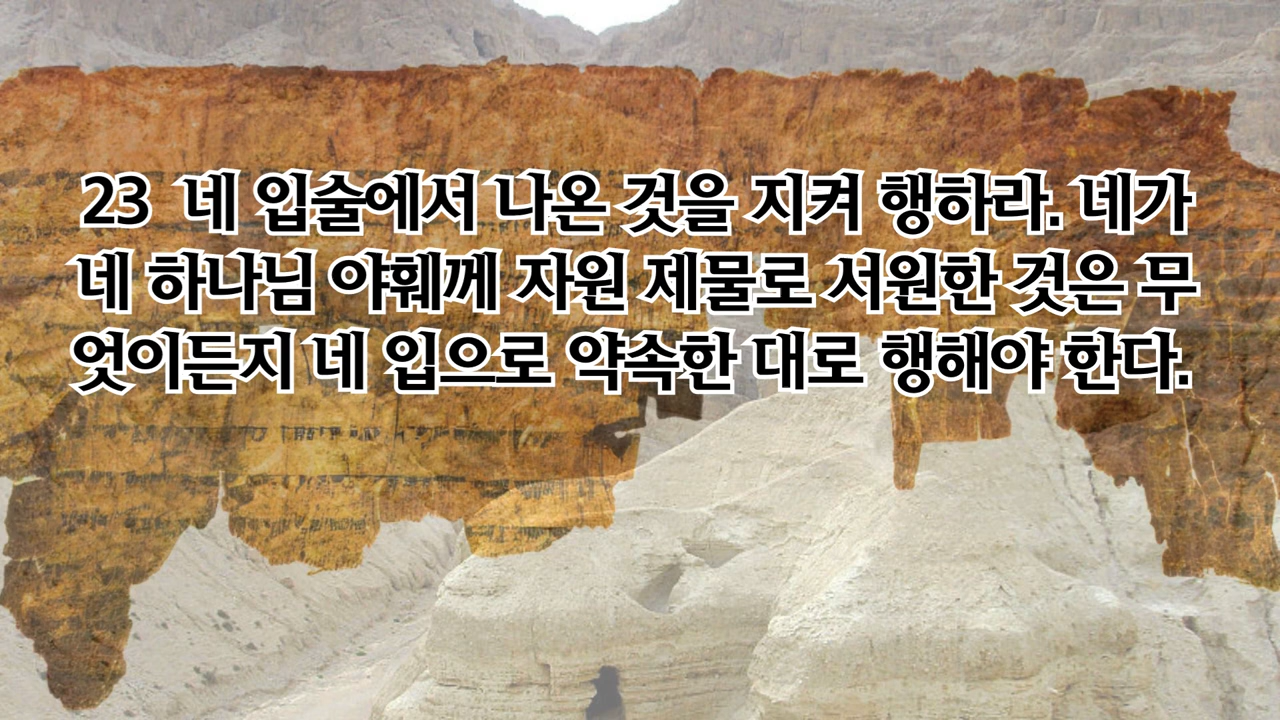 23 네 입술에서 나온 것을 지켜 행하라. 네가
네 하나님 야훼께 자원 제물로 서원한 것은 무
엇이든지 네 입으로 약속한 대로 행해야 한다.